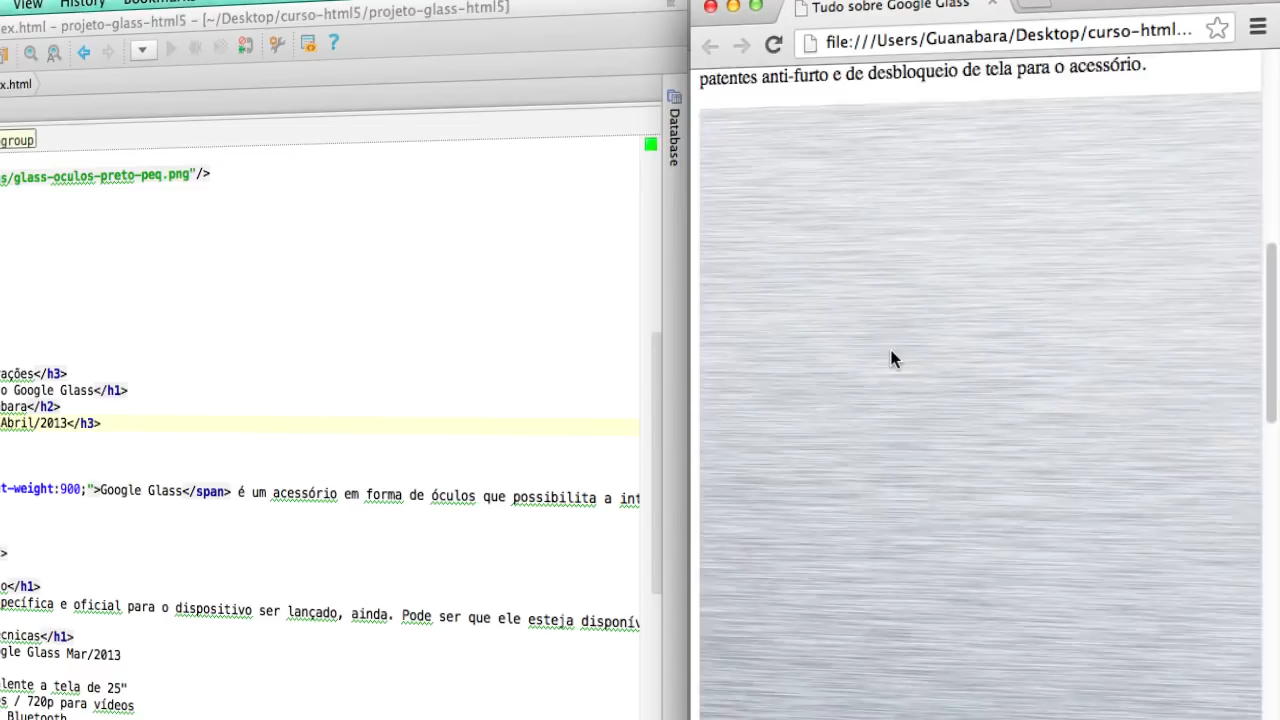 View History
ex.html – projeto-glass-html5 – [~/Desktop/curso-html5/projeto-glass-html5]
x.html
group
s/glass-oculos-preto-peq.png"/>
ações</h3>
o Google Glass</h1>
bara</h2>
Abril/2013</h3>
t-weight:900;">Google Glass</span> é um acessório em forma de óculos que possibilita a int
>
o</h1>
pecífica e oficial para o dispositivo ser lançado, ainda. Pode ser que ele esteja disponív
cnicas</h1>
gle Glass Mar/2013
lente a tela de 25"
s / 720p para vídeos
Bluetooth
Database
Tudo sobre Google Glass
file:///Users/Guanabara/Desktop/curso-html...
patentes anti-furto e de desbloqueio de tela para o acessório.